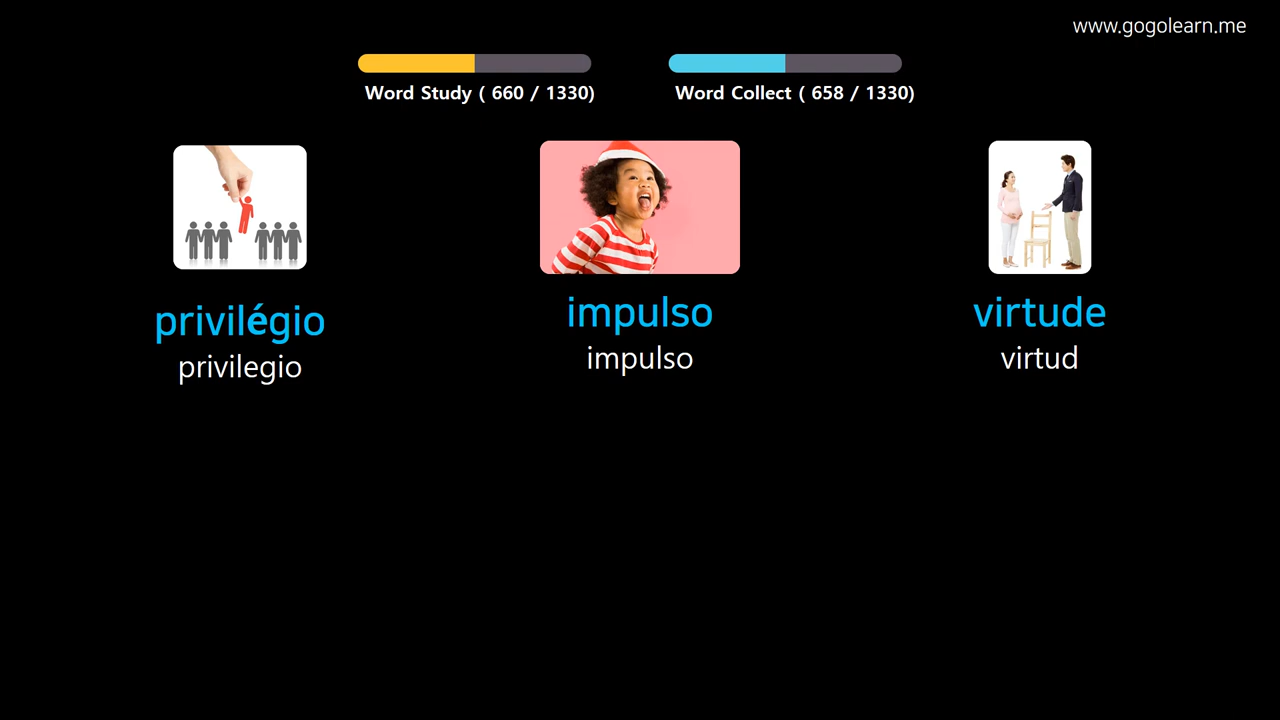 www.gogolearn.me
Word Study ( 660 / 1330)
Word Collect ( 658 / 1330)
privilégio
privilegio
impulso
impulso
virtude
virtud